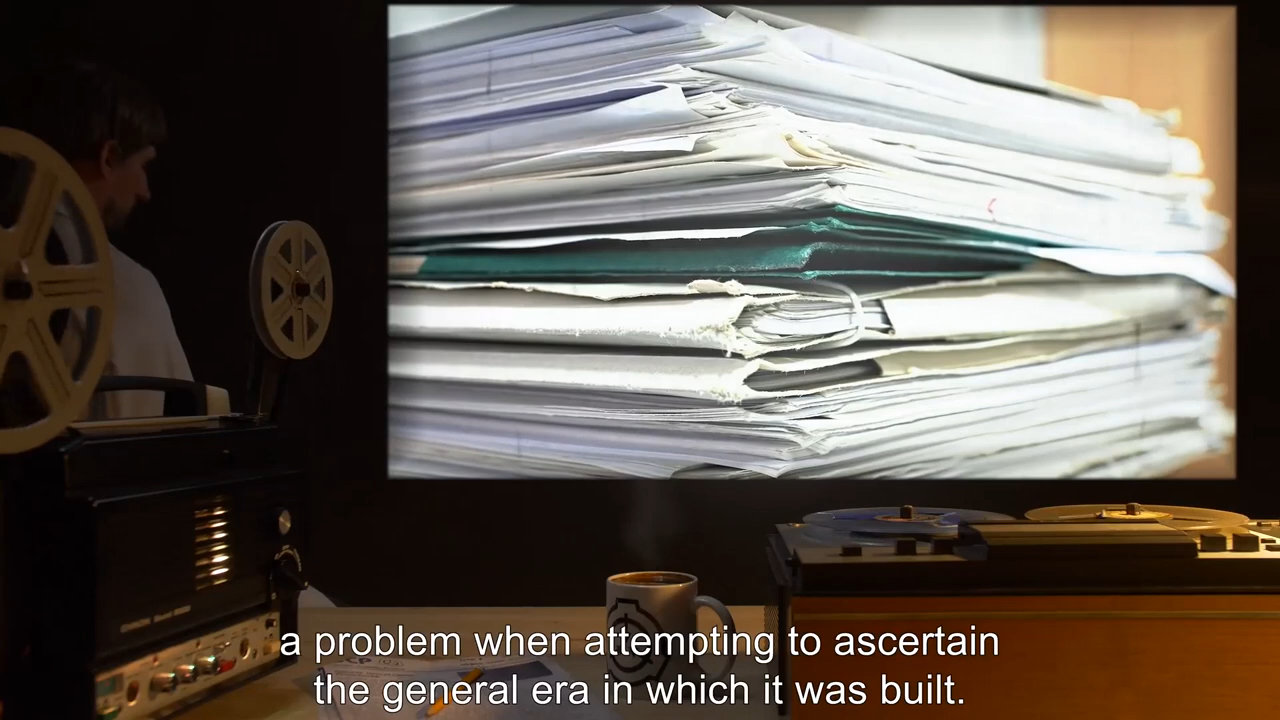 a problem when attempting to ascertain
the general era in which it was built.